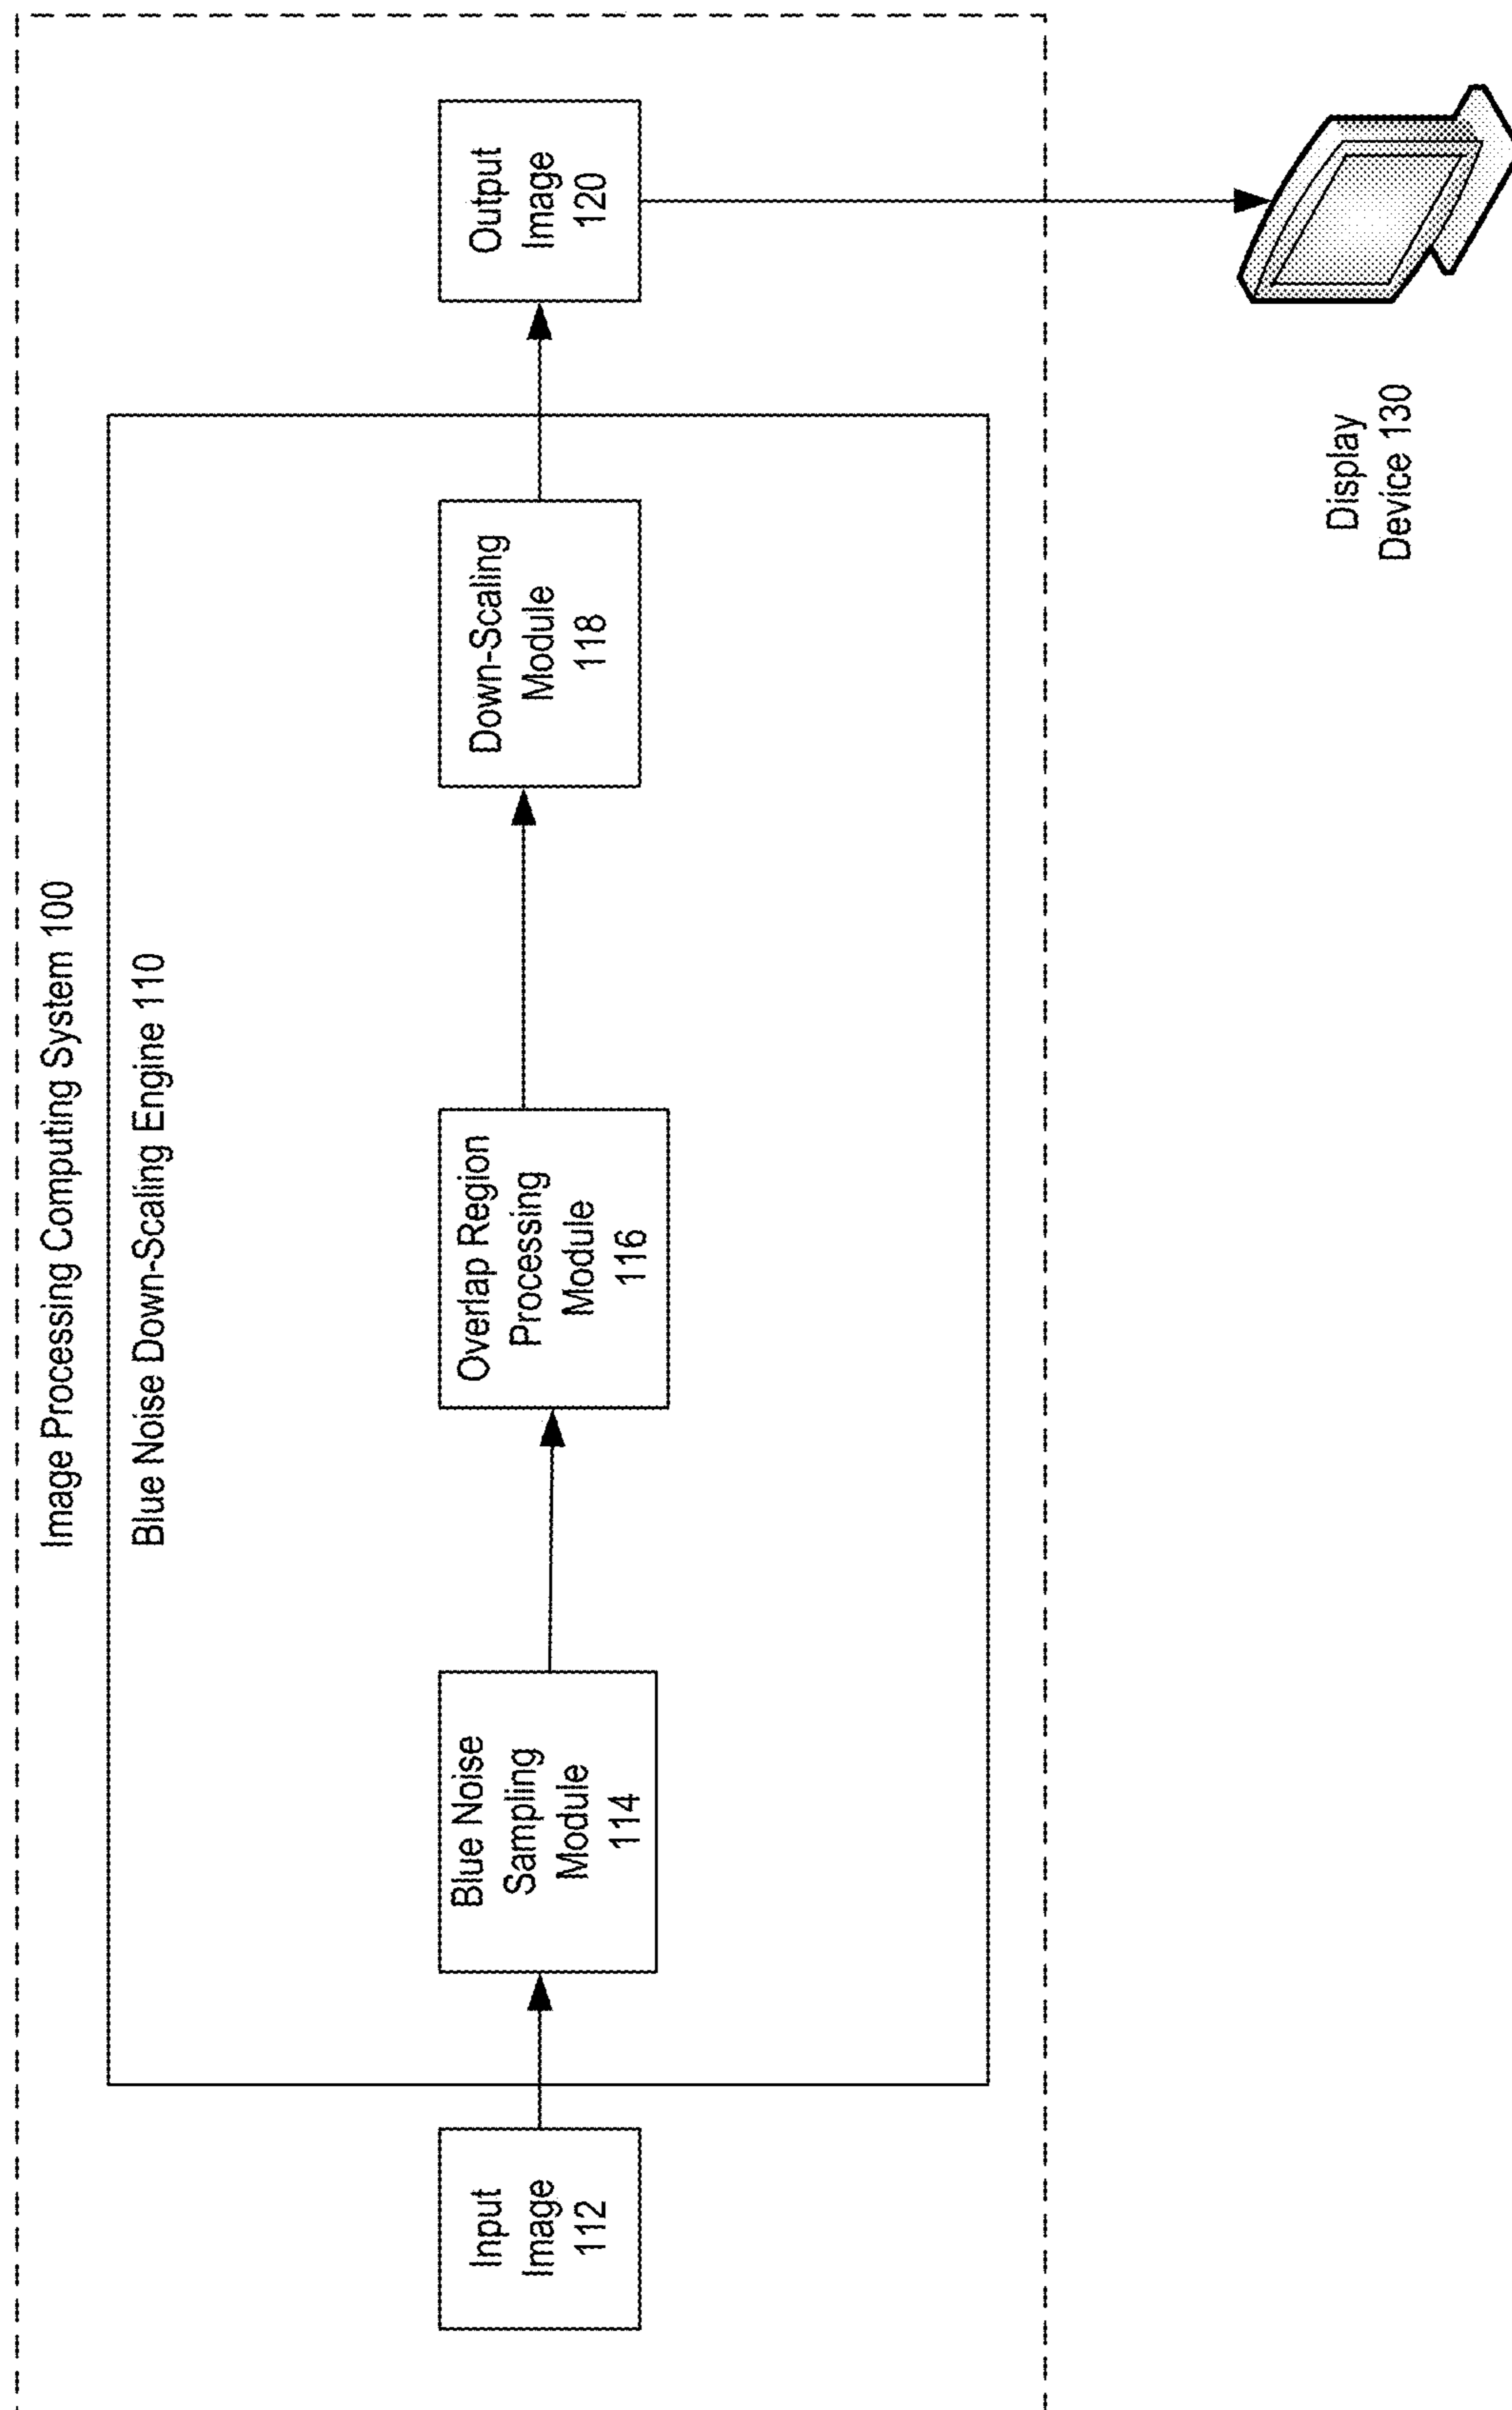 Image Processing Computing System 100
Blue Noise Down-Scaling Engine 110
Input
Image
112
Blue Noise
Sampling
Module
114
Overlap Region
Processing
Module
116
Down-Scaling
Module
118
Output
Image
120
Display
Device 130